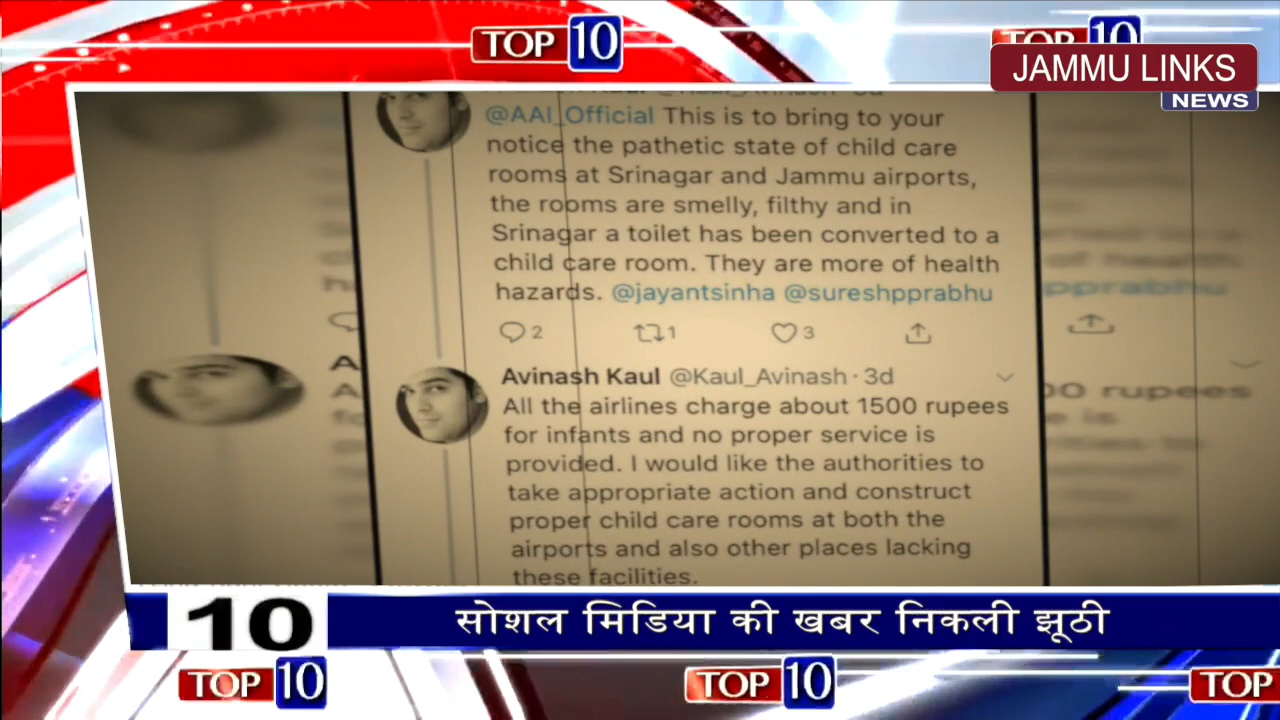 TOP 10
TOP 10
JAMMU LINKS
NEWS
@AAI_Official This is to bring to your
notice the pathetic state of child care
rooms at Srinagar and Jammu airports,
the rooms are smelly, filthy and in
Srinagar a toilet has been converted to a
child care room. They are more of health
hazards. @jayantsinha @sureshpprabhu
2 1 3
Avinash Kaul @Kaul_Avinash · 3d
All the airlines charge about 1500 rupees
for infants and no proper service is
provided. I would like the authorities to
take appropriate action and construct
proper child care rooms at both the
airports and also other places lacking
these facilities.
10 सोशल मिडिया की खबर निकली झूठी
TOP 10
TOP 10
TOP